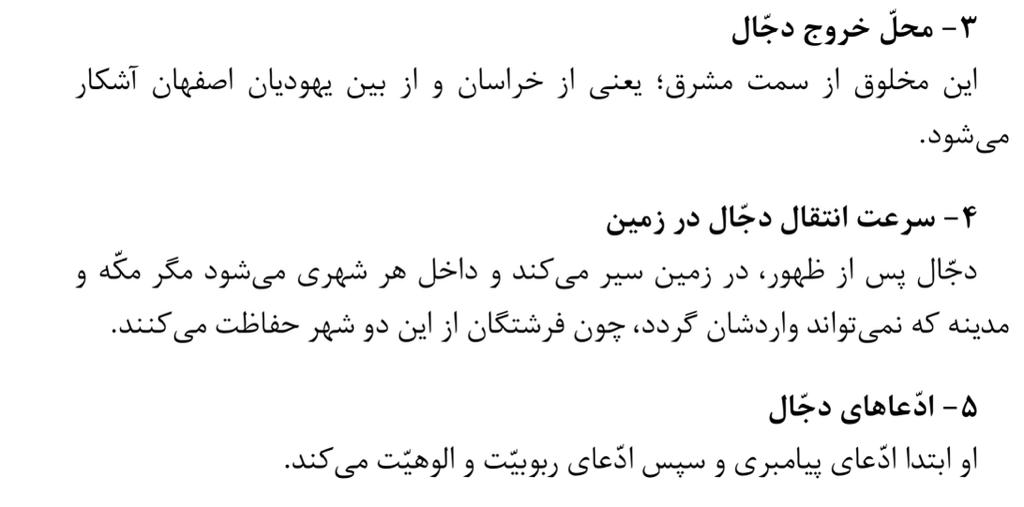 ۳- محلّ خروج دجّال
این مخلوق از سمت مشرق؛ یعنی از خراسان و از بین یهودیان اصفهان آشکار
می‌شود.
۴- سرعت انتقال دجّال در زمین
دجّال پس از ظهور، در زمین سیر می‌کند و داخل هر شهری می‌شود مگر مکّه و
مدینه که نمی‌تواند واردشان گردد، چون فرشتگان از این دو شهر حفاظت می‌کنند.
۵- ادّعاهای دجّال
او ابتدا ادّعای پیامبری و سپس ادّعای ربوبیّت و الوهیّت می‌کند.